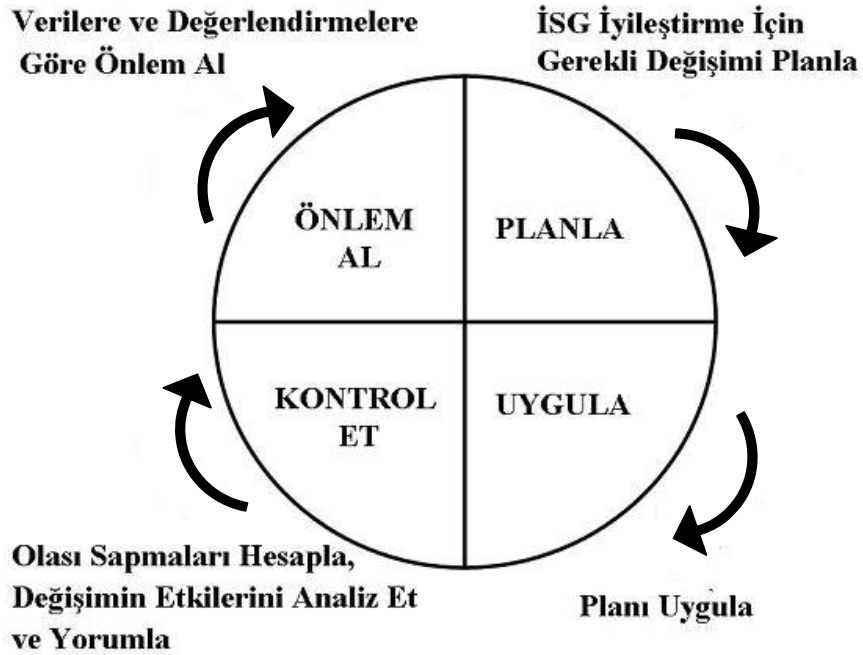 Verilere ve Değerlendirmelere
Göre Önlem Al
İSG İyileştirme İçin
Gerekli Değişimi Planla
ÖNLEM
AL
PLANLA
KONTROL
ET
UYGULA
Olası Sapmaları Hesapla,
Değişimin Etkilerini Analiz Et
ve Yorumla
Planı Uygula